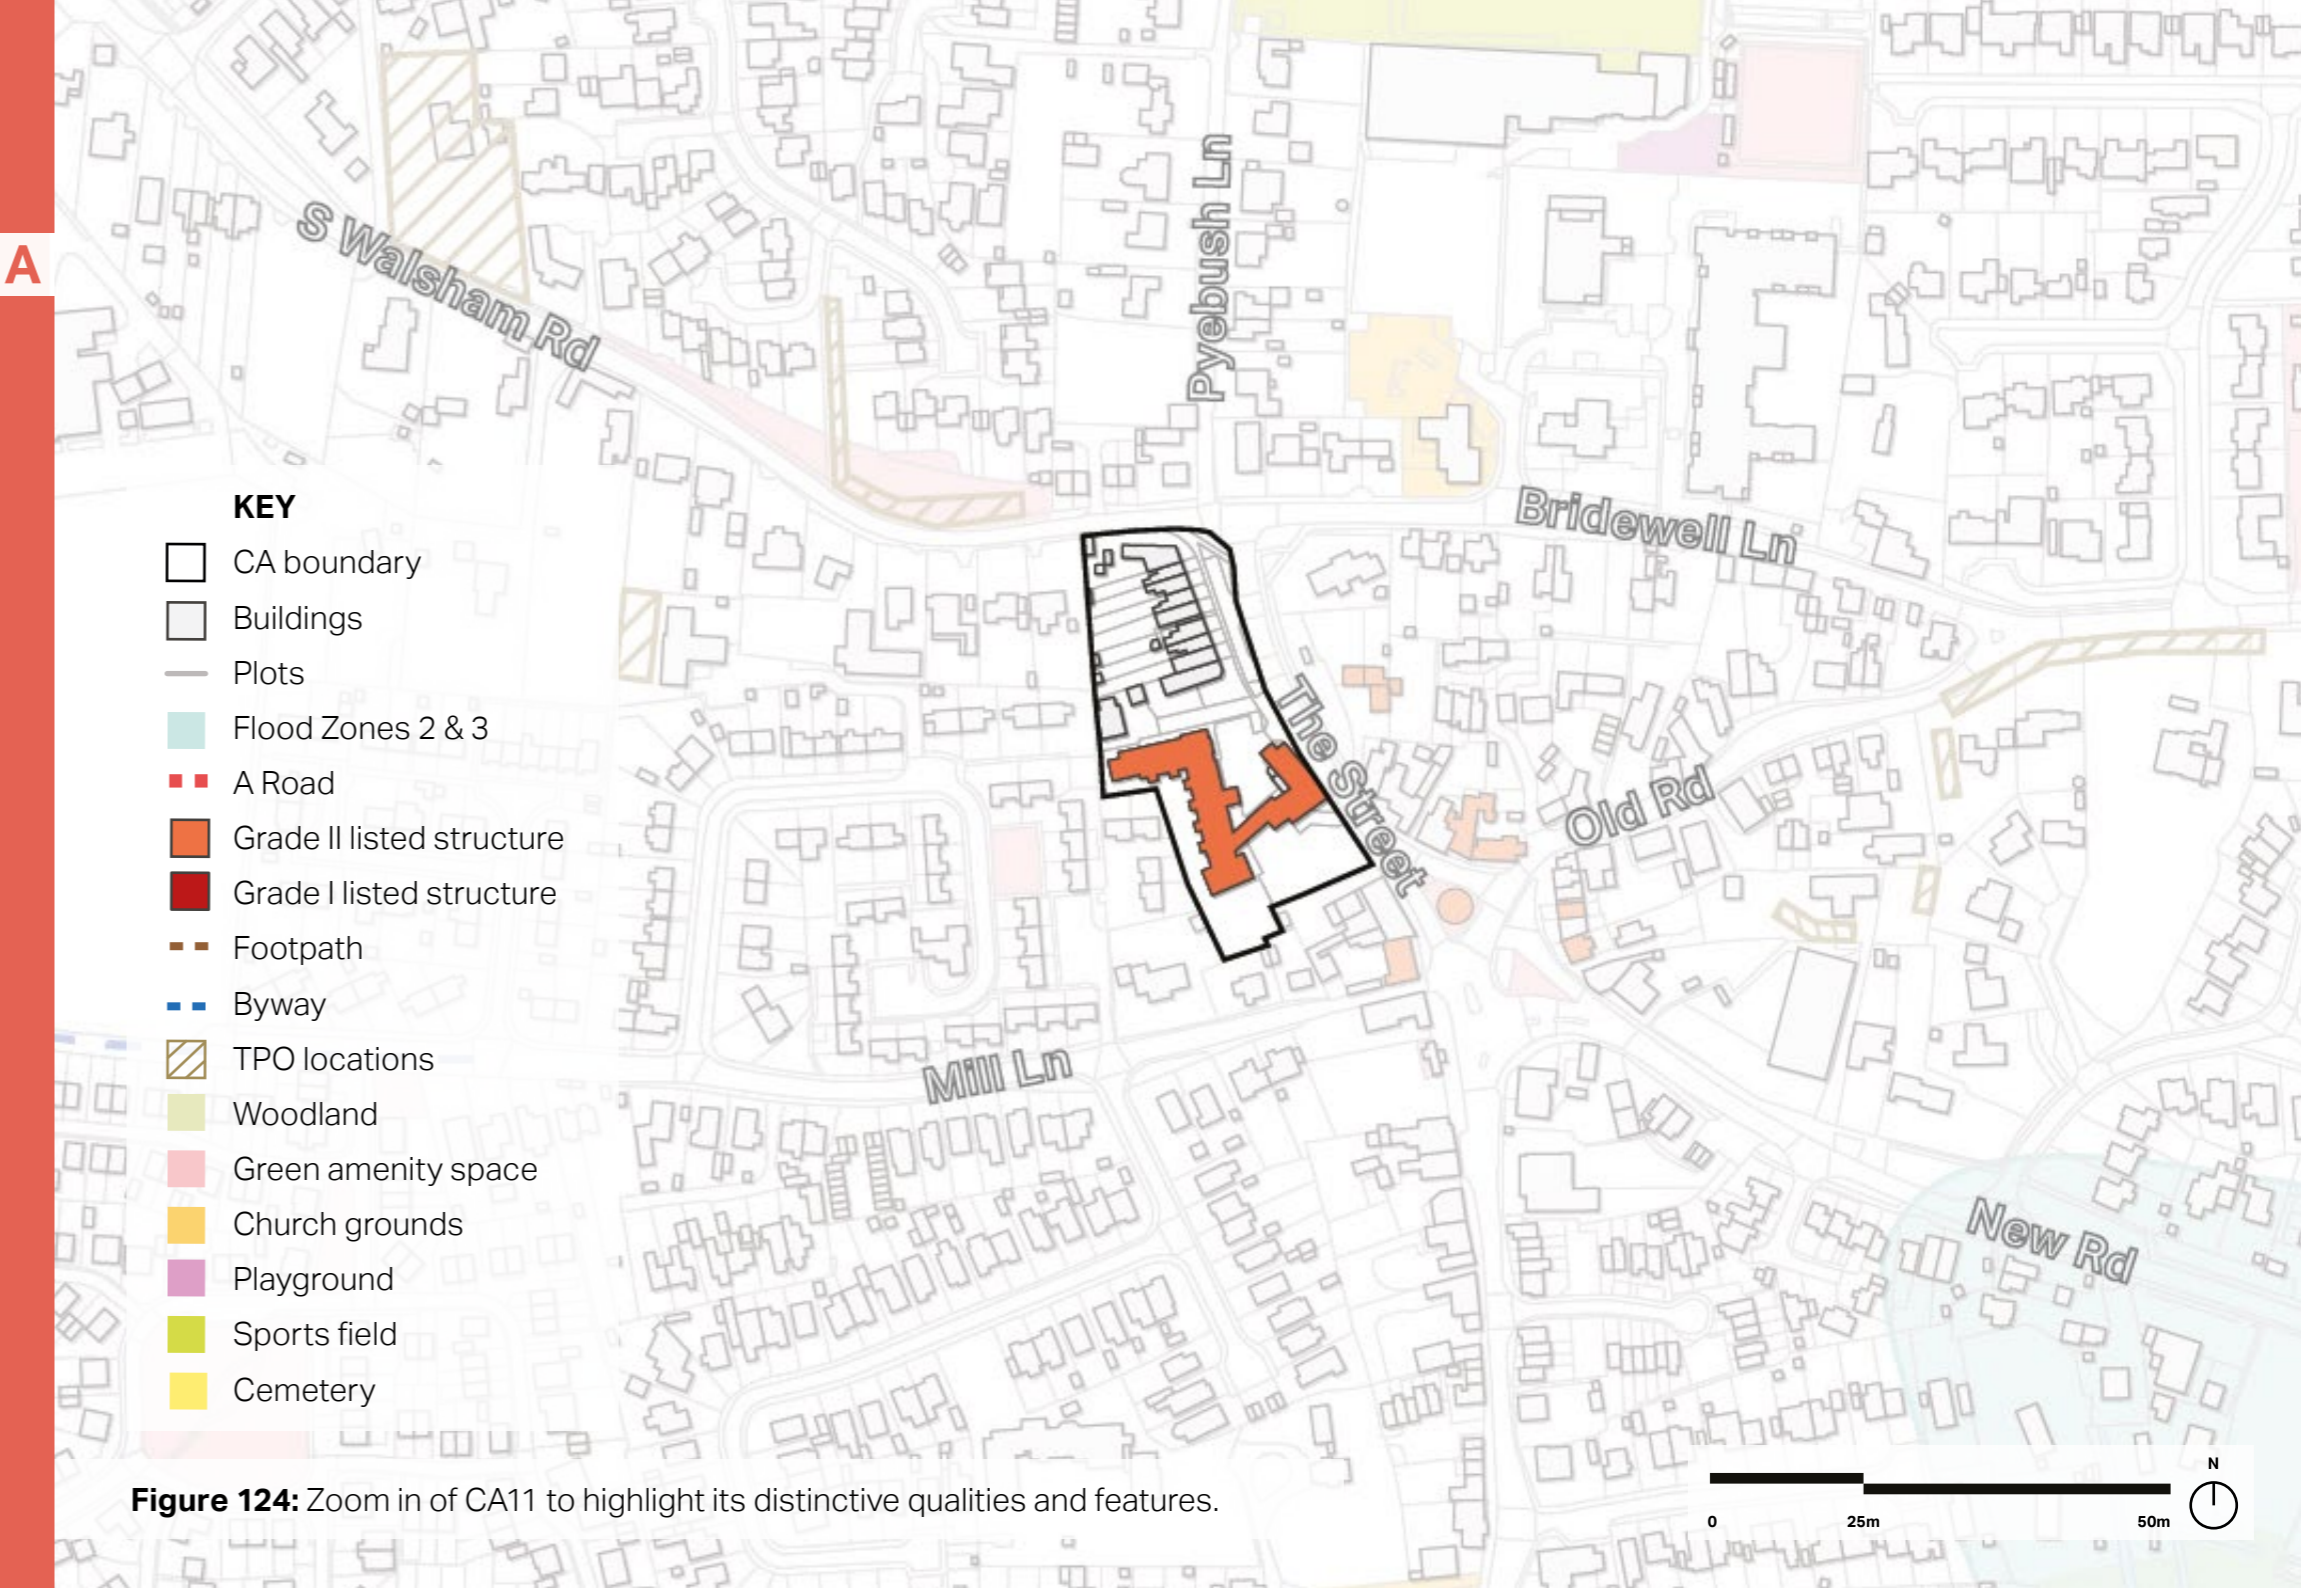 A
S Walsham Rd
Pyebush Ln
Bridewell Ln
The Street
Old Rd
Mill Ln
New Rd
KEY
CA boundary
Buildings
Plots
Flood Zones 2 & 3
A Road
Grade II listed structure
Grade I listed structure
Footpath
Byway
TPO locations
Woodland
Green amenity space
Church grounds
Playground
Sports field
Cemetery
Figure 124: Zoom in of CA11 to highlight its distinctive qualities and features.
0 25m 50m
N